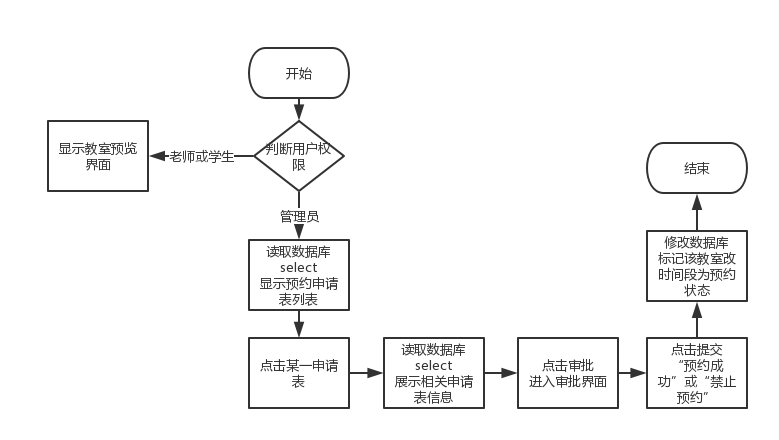 开始
判断用户权
限
老师或学生
显示教室预览
界面
管理员
读取数据库
select
显示预约申请
表列表
点击某一申请
表
读取数据库
select
展示相关申请
表信息
点击审批
进入审批界面
点击提交
“预约成
功”或“禁止
预约”
修改数据库
标记该教室改
时间段为预约
状态
结束